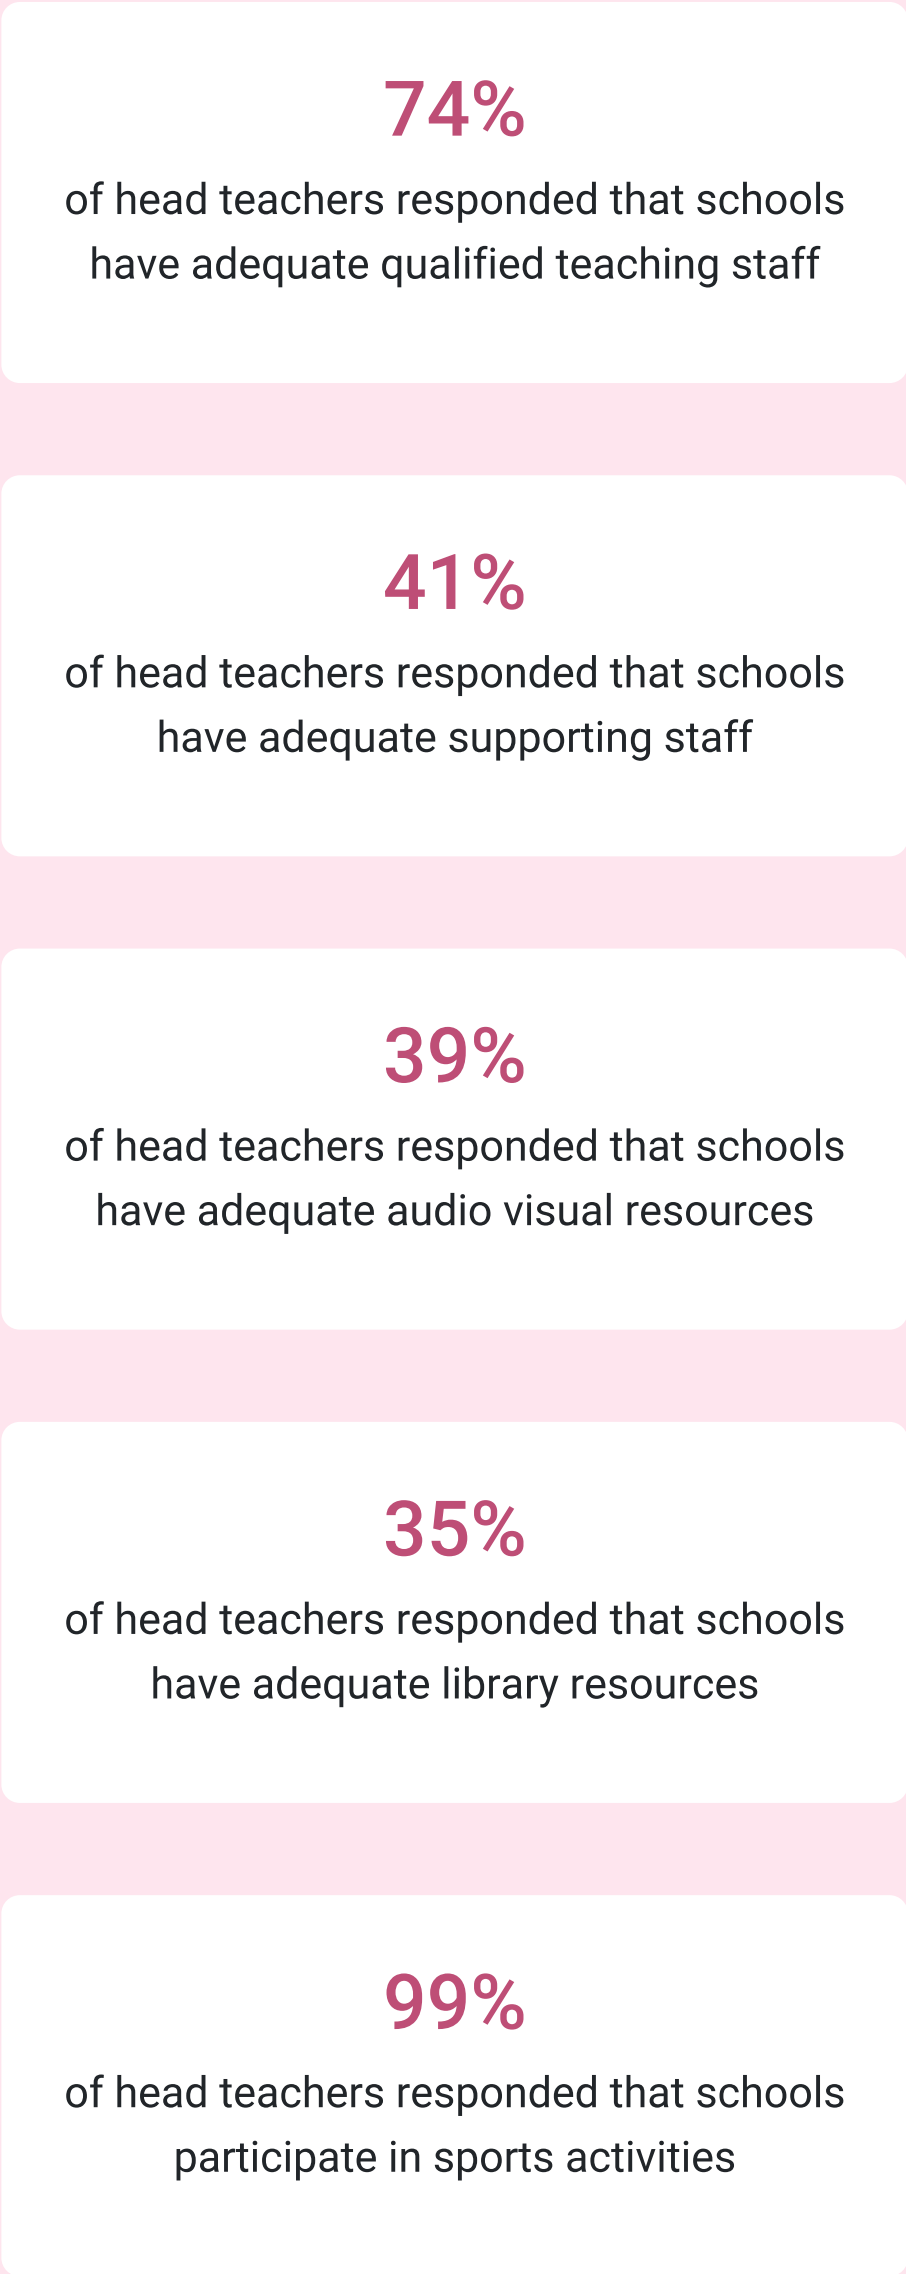 74%
of head teachers responded that schools
have adequate qualified teaching staff
41%
of head teachers responded that schools
have adequate supporting staff
39%
of head teachers responded that schools
have adequate audio visual resources
35%
of head teachers responded that schools
have adequate library resources
99%
of head teachers responded that schools
participate in sports activities